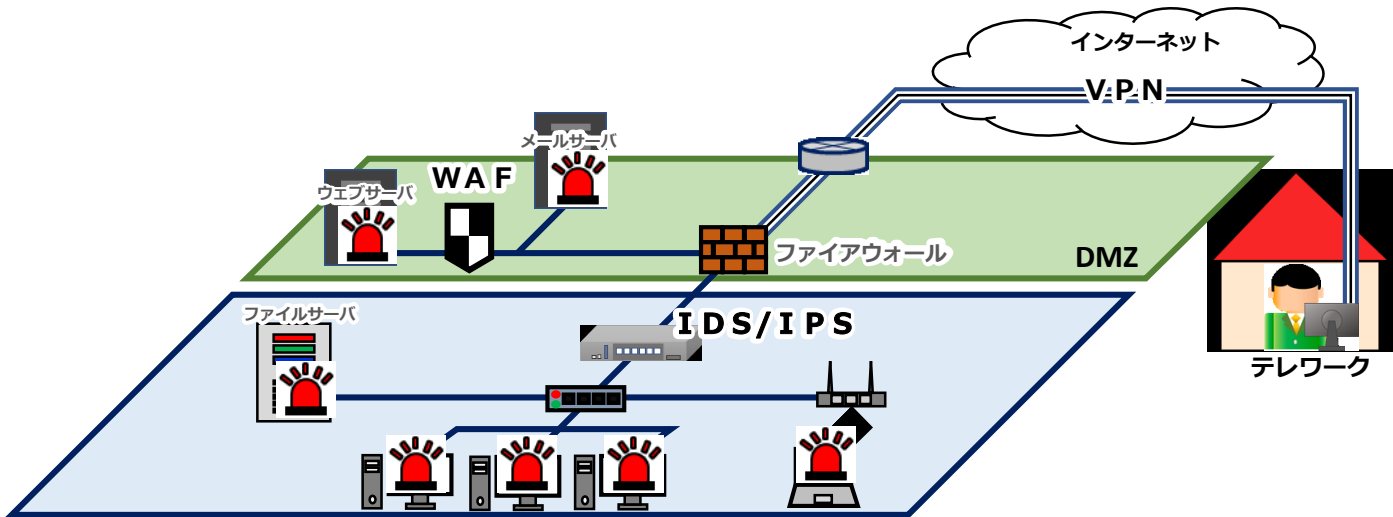 インターネット
ＶＰＮ
メールサーバ
ＷＡＦ
ウェブサーバ
ファイアウォール
DMZ
ファイルサーバ
ＩＤＳ/ＩＰＳ
テレワーク